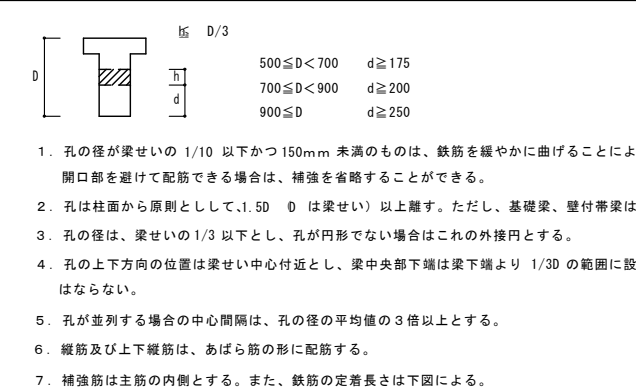 h≦ D/3
D
h
d
500≦D<700 d≧175
700≦D<900 d≧200
900≦D d≧250
1. 孔の径が梁せいの 1/10 以下かつ150mm 未満のものは、鉄筋を緩やかに曲げることによ
開口部を避けて配筋できる場合は、補強を省略することができる。
2. 孔は柱面から原則としして、1.5D (D は梁せい) 以上離す。ただし、基礎梁、壁付帯梁は
3. 孔の径は、梁せいの1/3 以下とし、孔が円形でない場合はこれの外接円とする。
4. 孔の上下方向の位置は梁せい中心付近とし、梁中央部下端は梁下端より 1/3D の範囲に設
はならない。
5. 孔が並列する場合の中心間隔は、孔の径の平均値の3倍以上とする。
6. 縦筋及び上下縦筋は、あばら筋の形に配筋する。
7. 補強筋は主筋の内側とする。また、鉄筋の定着長さは下図による。